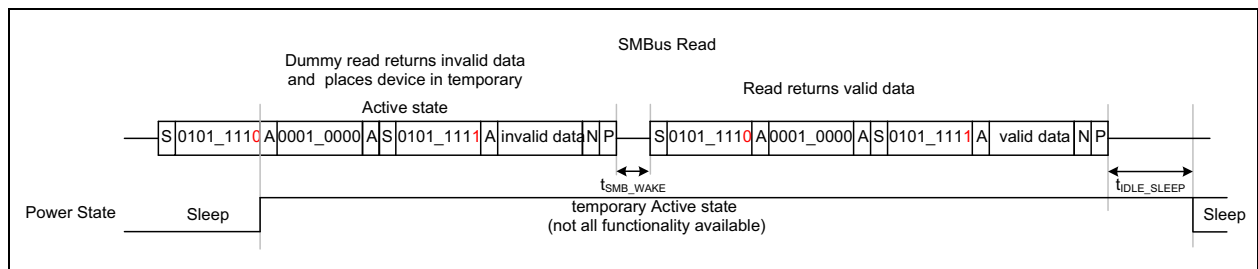 SMBus Read
Dummy read returns invalid data
and places device in temporary
Active state
Read returns valid data
S 0101_1110 A 0001_0000 A S 0101_1111 A invalid data N P
S 0101_1110 A 0001_0000 A S 0101_1111 A valid data N P
tSMB_WAKE
tIDLE_SLEEP
Power State
Sleep
temporary Active state
(not all functionality available)
Sleep